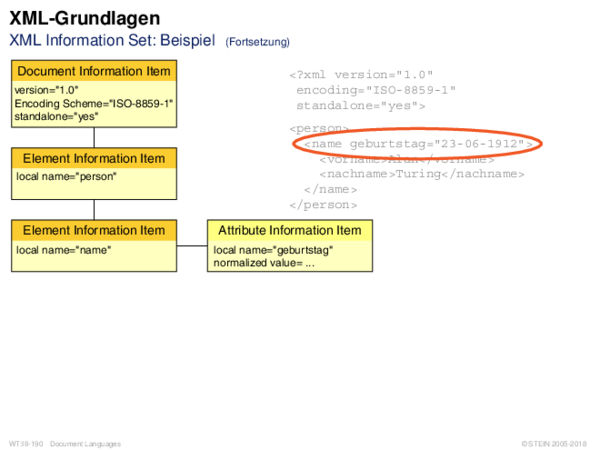 XML-Grundlagen
XML Information Set: Beispiel (Fortsetzung)
Document Information Item
version="1.0"
Encoding Scheme="ISO-8859-1"
standalone="yes"
Element Information Item
local name="person"
Element Information Item
local name="name"
Attribute Information Item
local name="geburtstag"
normalized value= ...
<?xml version="1.0"
encoding="ISO-8859-1"
standalone="yes">
<person>
<name geburtstag="23-06-1912">
<vorname>Alan</vorname>
<nachname>Turing</nachname>
</name>
</person>
WT:III-190 Document Languages
© STEIN 2005-2018